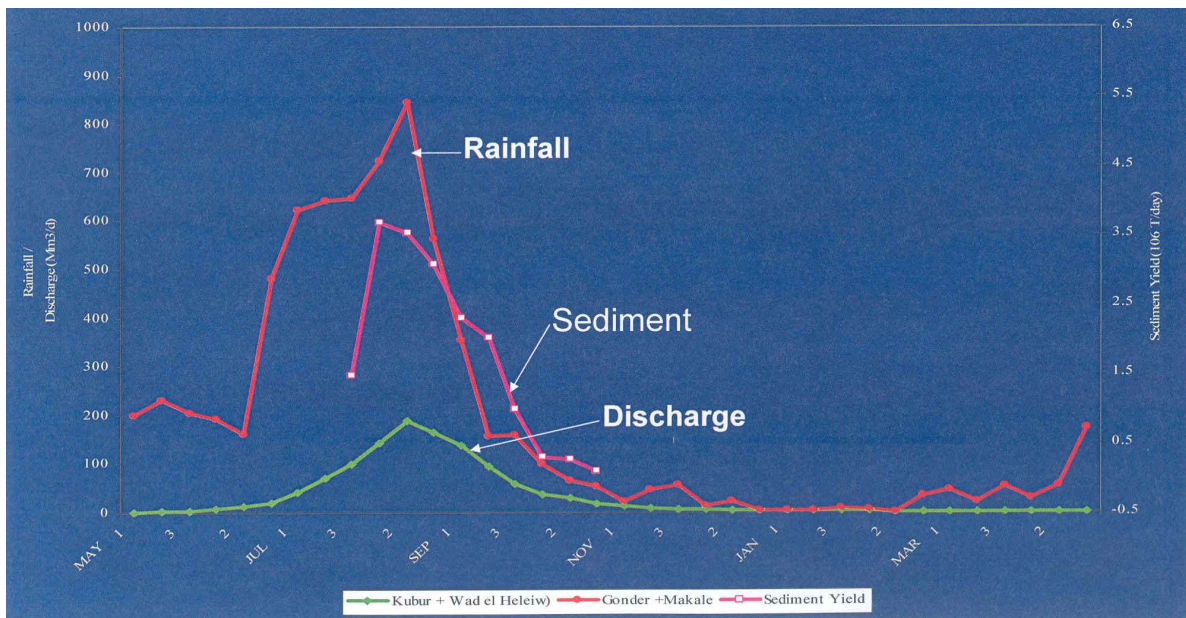 1000
900
800
700
600
500
400
300
200
100
0
Rainfall /
Discharge (Mm3/d)
6.5
5.5
4.5
3.5
2.5
1.5
0.5
-0.5
Sediment Yield (106 T/day)
Rainfall
Sediment
Discharge
MAY 1
3
2
JUL 1
3
2
SEP 1
3
2
NOV 1
3
2
JAN 1
3
2
MAR 1
3
2
Kubur + Wad el Heleiw)
Gonder +Makale
Sediment Yield